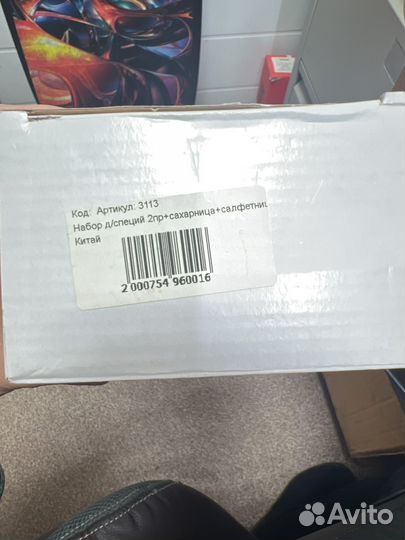 Код: Артикул: 3113
Набор д/специй 2пр+сахарница+салфетниц
Китай
2 000754 960016
Avito